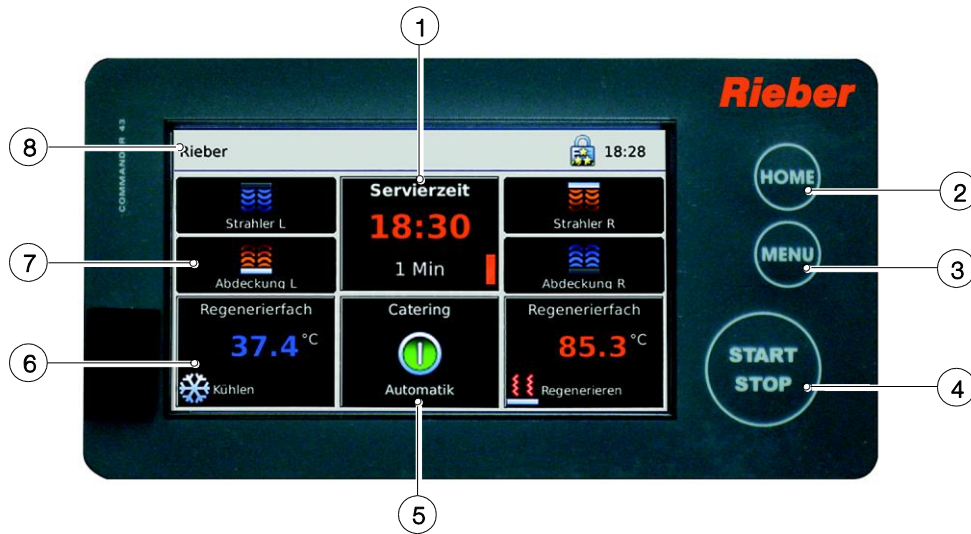 1
Rieber
COMMANDER 43
8
Rieber
18:28
HOME
2
Strahler L
Servierzeit
18:30
1 Min
Strahler R
MENU
3
7
Abdeckung L
Abdeckung R
6
Regenerierfach
37.4 °C
Kühlen
Catering
Automatik
Regenerierfach
85.3 °C
Regenerieren
START
STOP
4
5